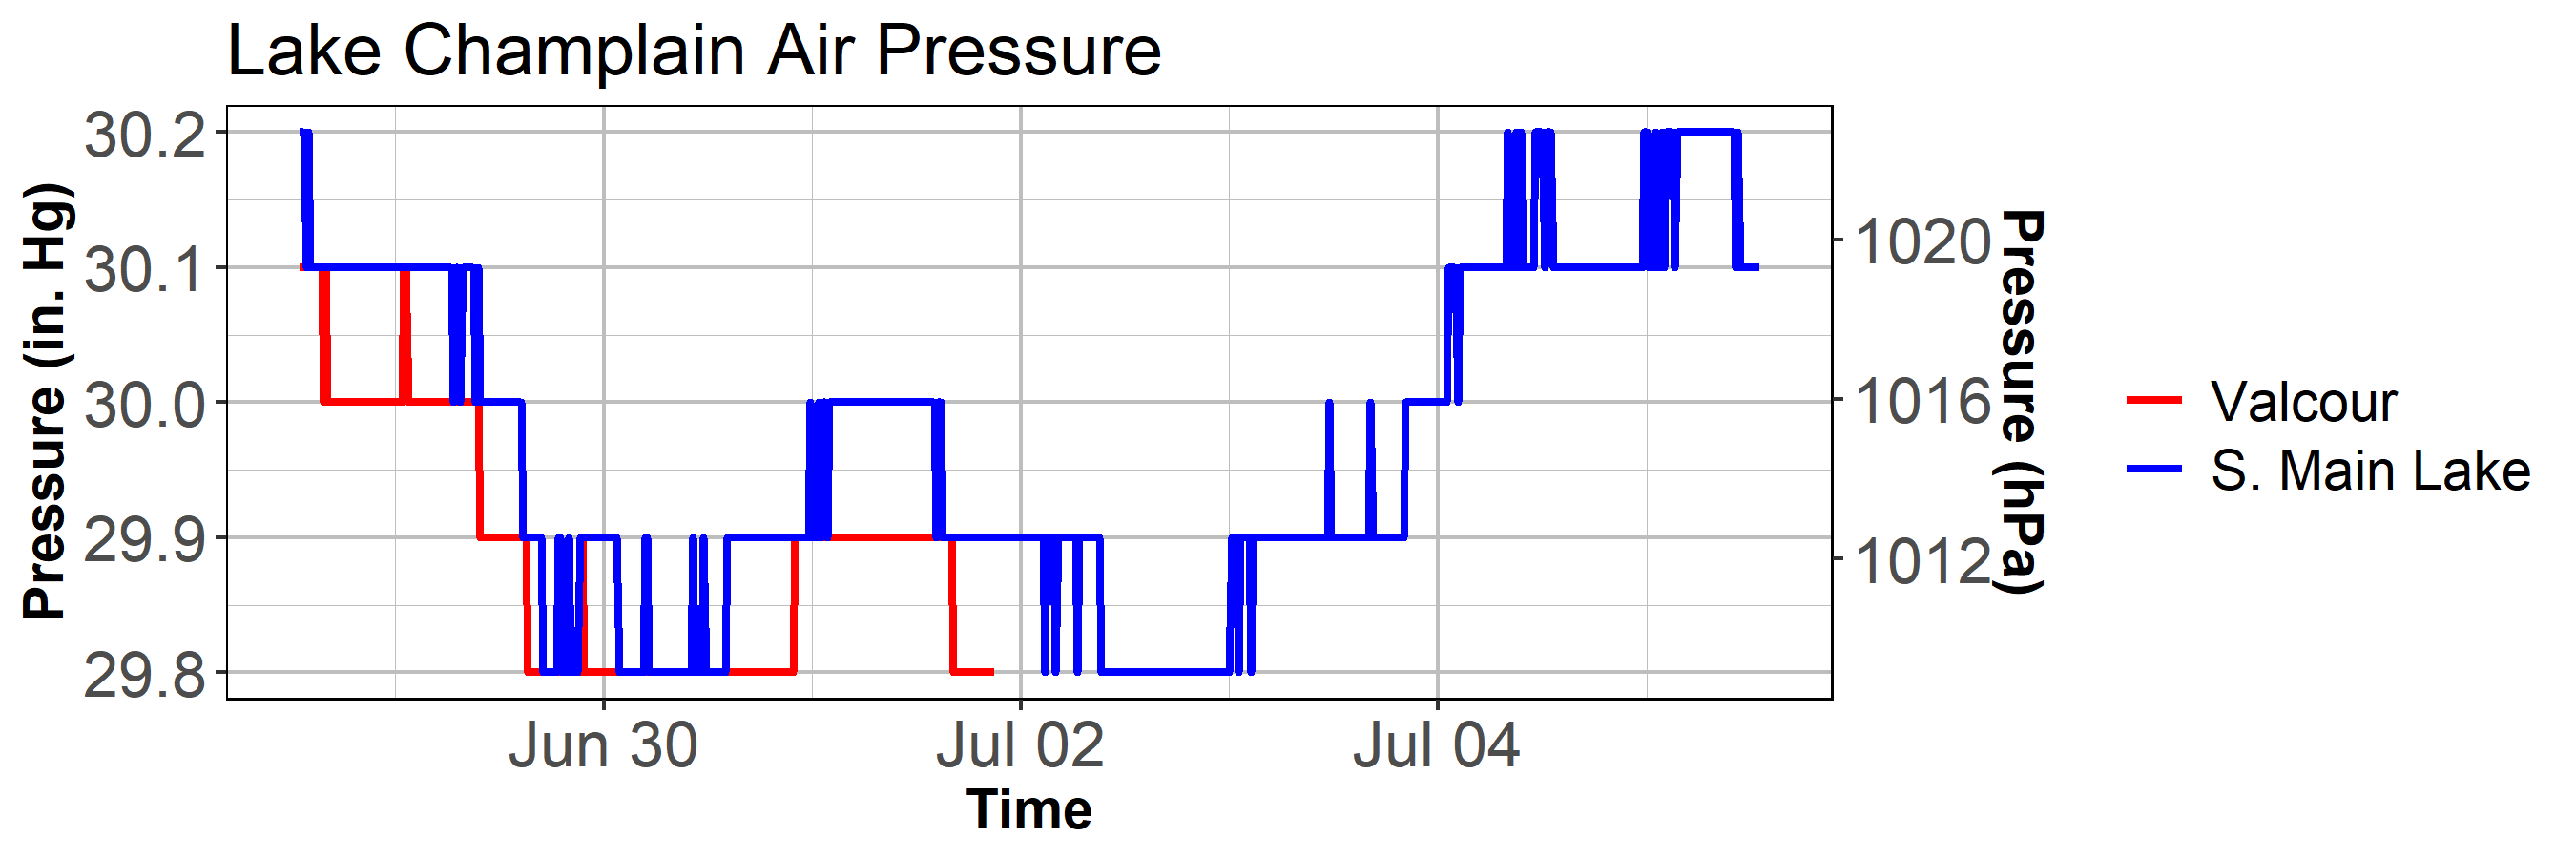 Lake Champlain Air Pressure
30.2
30.1
30.0
29.9
29.8
Pressure (in. Hg)
1020
1016
1012
Pressure (hPa)
Jun 30
Jul 02
Jul 04
Time
Valcour
S. Main Lake